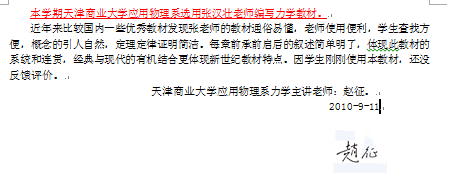 本学期天津商业大学应用物理系选用张汉壮老师编写力学教材。
近年来比较国内一些优秀教材发现张老师的教材通俗易懂，老师使用便利，学生查找方
便，概念的引人自然，定理定律证明简洁。每章前承前启后的叙述简单明了，体现此教材的
系统和连贯，经典与现代的有机结合更体现新世纪教材特点。因学生刚刚使用本教材，还没
反馈评价。
天津商业大学应用物理系力学主讲老师：赵征。
2010-9-11
赵征